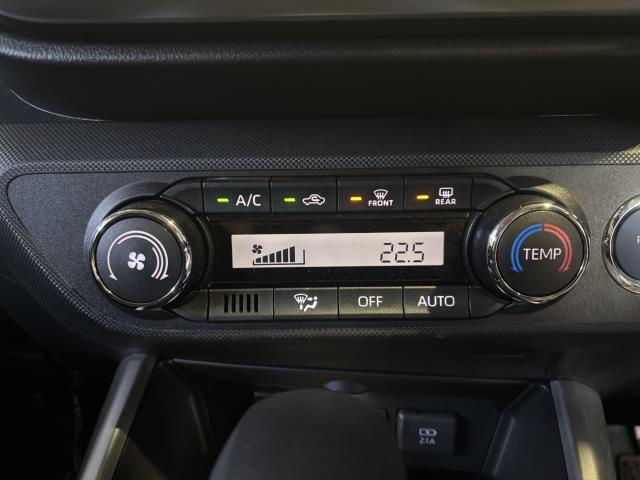 A/C
FRONT
REAR
22.5
TEMP
OFF
AUTO
2.1A